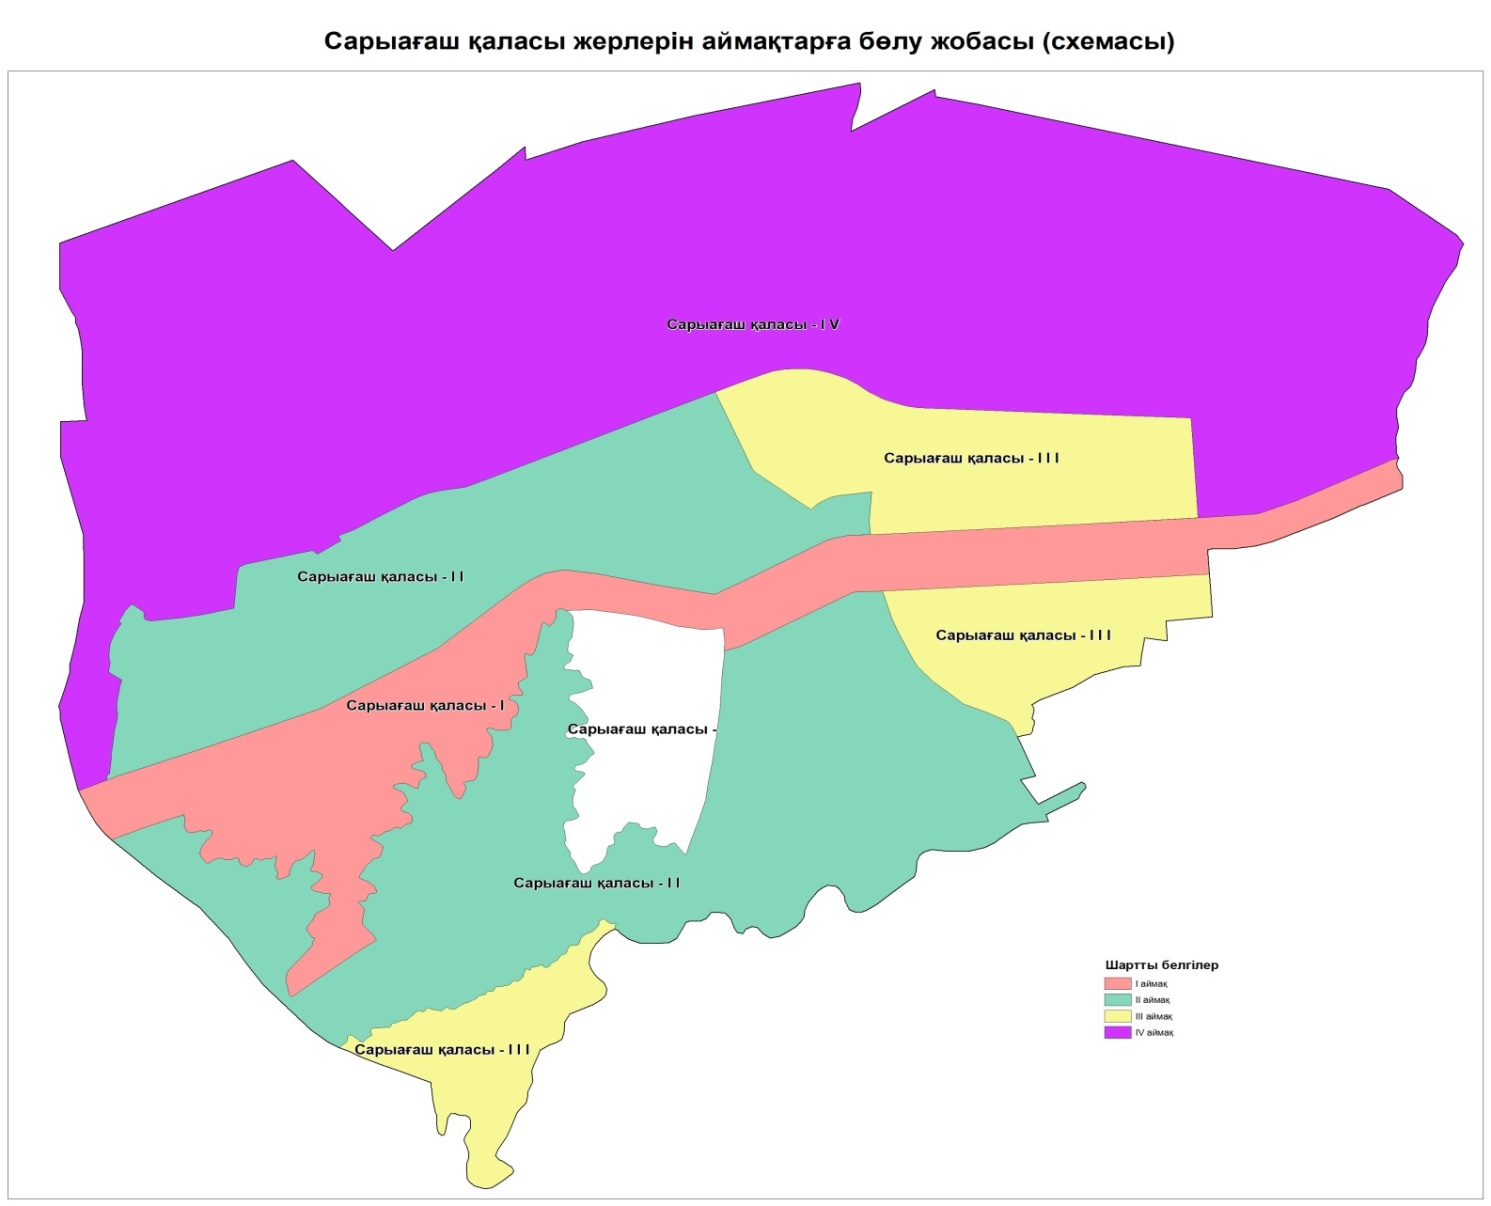 Сарыағаш қаласы жерлерін аймақтарға бөлу жобасы (схемасы)
Сарыағаш қаласы - I V
Сарыағаш қаласы - I I I
Сарыағаш қаласы - I I
Сарыағаш қаласы - I I I
Сарыағаш қаласы - I
Сарыағаш қаласы -
Сарыағаш қаласы - I I
Сарыағаш қаласы - I I I
Шартты белгілер
I аймақ
II аймақ
III аймақ
IV аймақ